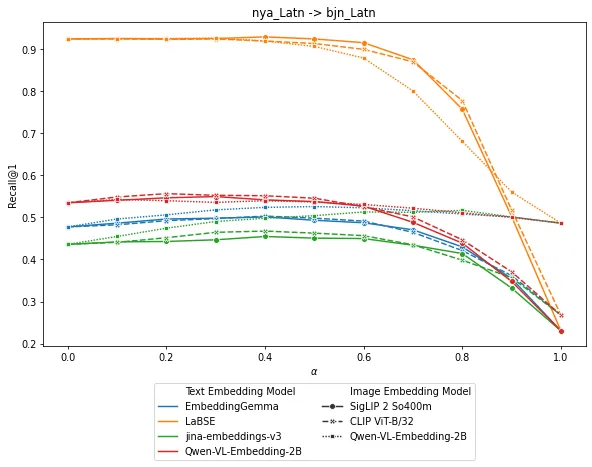 nya_Latn -> bjn_Latn
Recall@1
0.9
0.8
0.7
0.6
0.5
0.4
0.3
0.2
0.0 0.2 0.4 0.6 0.8 1.0
α
Text Embedding Model Image Embedding Model
EmbeddingGemma SigLIP 2 So400m
LaBSE CLIP ViT-B/32
jina-embeddings-v3 Qwen-VL-Embedding-2B
Qwen-VL-Embedding-2B